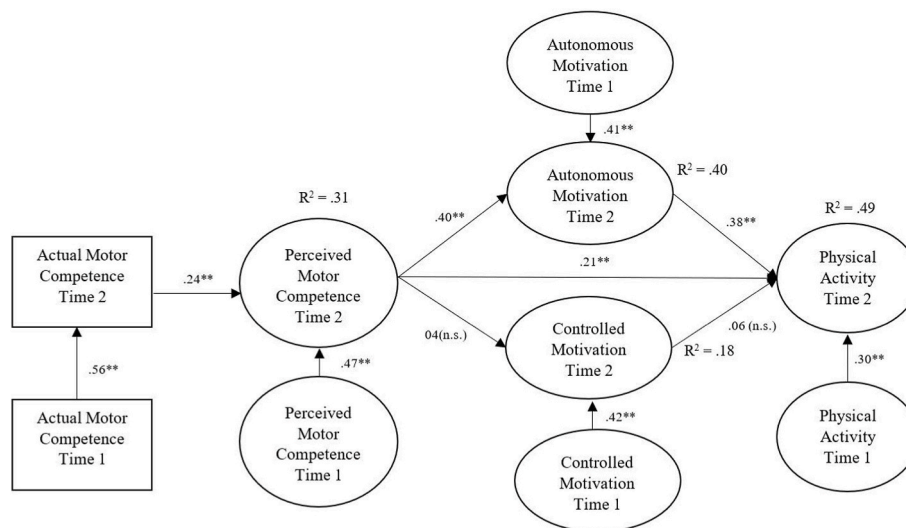 Autonomous
Motivation
Time 1
.41**
Autonomous
Motivation
Time 2
R² = .40
R² = .31
.40**
.38**
R² = .49
Actual Motor
Competence
Time 2
.24**
Perceived
Motor
Competence
Time 2
.21**
Physical
Activity
Time 2
04(n.s.)
Controlled
Motivation
Time 2
.06 (n.s.)
R² = .18
.56**
.47**
.42**
.30**
Actual Motor
Competence
Time 1
Perceived
Motor
Competence
Time 1
Controlled
Motivation
Time 1
Physical
Activity
Time 1